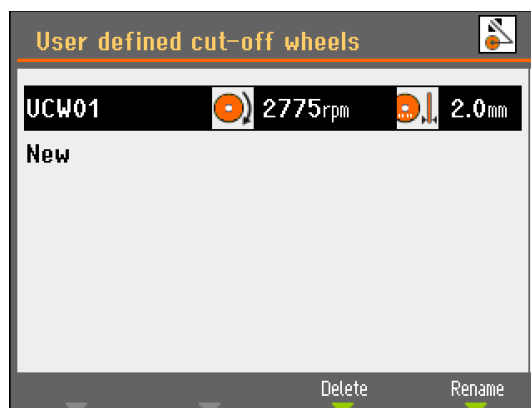 User defined cut-off wheels
UCW01 2775rpm 2.0mm
New
Delete Rename